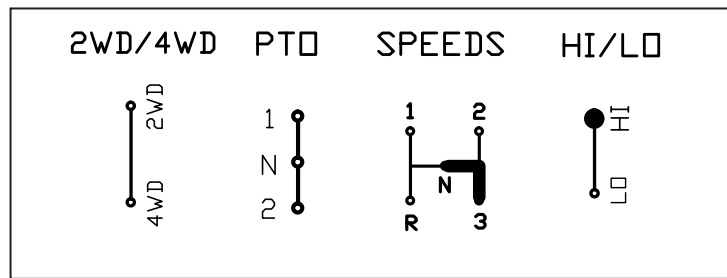 2WD/4WD PTO SPEEDS HI/LO
2WD
4WD
1
N
2
1 2
N
R 3
HI
LO